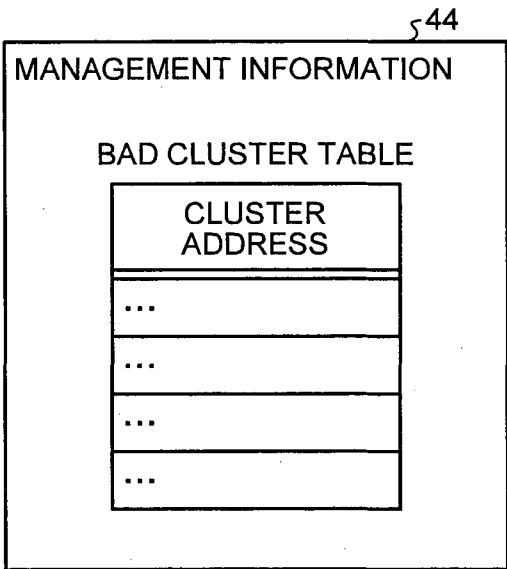 44
MANAGEMENT INFORMATION
BAD CLUSTER TABLE
CLUSTER
ADDRESS
...
...
...
...